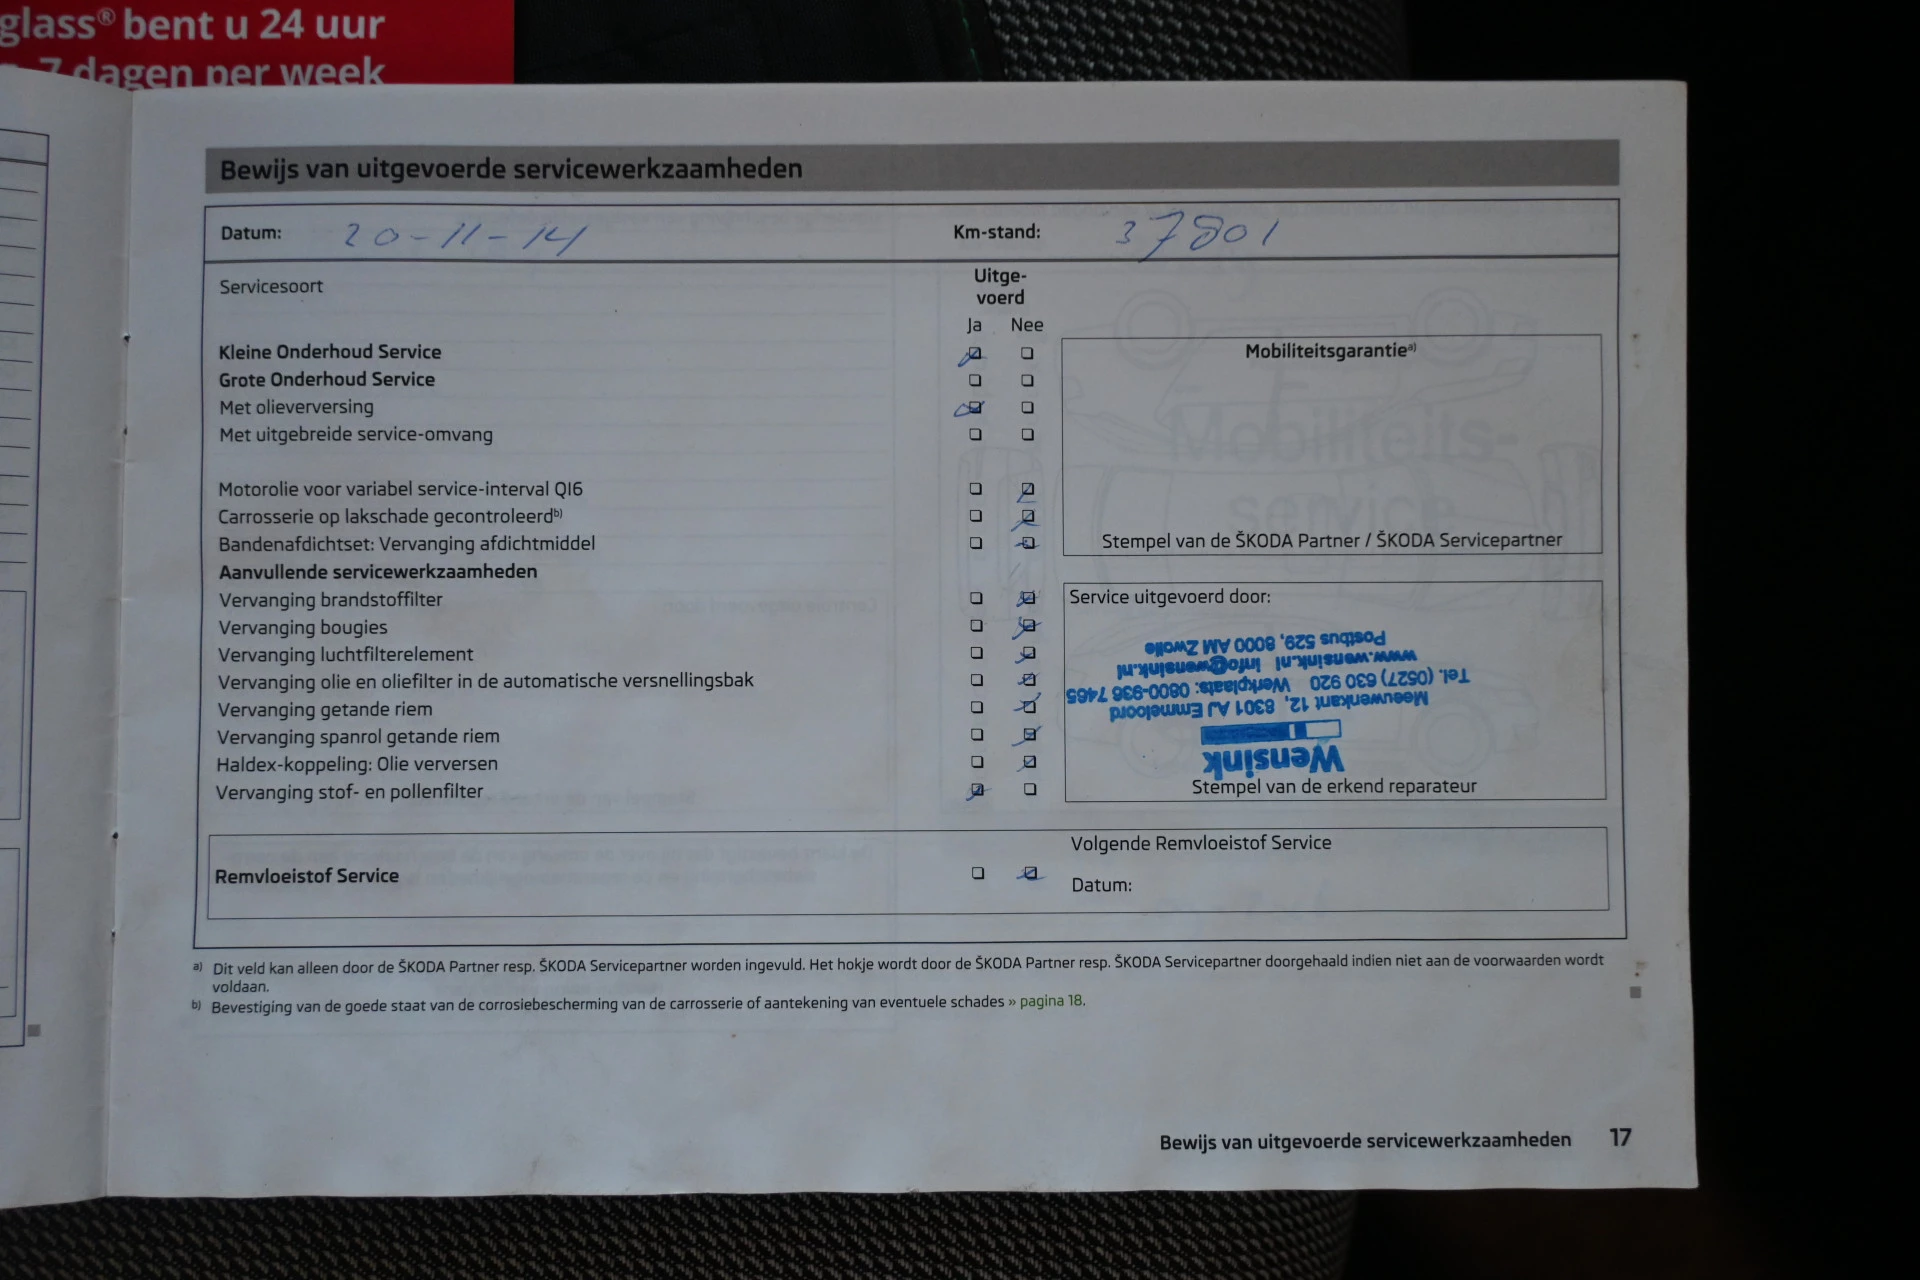 glass® bent u 24 uur
7 dagen per week
Bewijs van uitgevoerde servicewerkzaamheden
Datum: 20-11-14 Km-stand: 37801
Servicesoort
Uitge-
voerd
Ja Nee
Kleine Onderhoud Service
Grote Onderhoud Service
Met olieverversing
Met uitgebreide service-omvang
Mobiliteitsgarantieᵃ⁾
Stempel van de ŠKODA Partner / ŠKODA Servicepartner
Motorolie voor variabel service-interval QI6
Carrosserie op lakschade gecontroleerdᵇ⁾
Bandenafdichtset: Vervanging afdichtmiddel
Aanvullende servicewerkzaamheden
Vervanging brandstoffilter
Vervanging bougies
Vervanging luchtfilterelement
Vervanging olie en oliefilter in de automatische versnellingsbak
Vervanging getande riem
Vervanging spanrol getande riem
Haldex-koppeling: Olie verversen
Vervanging stof- en pollenfilter
Service uitgevoerd door:
Wensink
Meeuwenkant 12, 8301 AJ Emmeloord
Tel. (0527) 630 920 Werkplaats: 0800-936 7465
www.wensink.nl info@wensink.nl
Postbus 529, 8000 AM Zwolle
Stempel van de erkend reparateur
Remvloeistof Service
Volgende Remvloeistof Service
Datum:
a) Dit veld kan alleen door de ŠKODA Partner resp. ŠKODA Servicepartner worden ingevuld. Het hokje wordt door de ŠKODA Partner resp. ŠKODA Servicepartner doorgehaald indien niet aan de voorwaarden wordt
voldaan.
b) Bevestiging van de goede staat van de corrosiebescherming van de carrosserie of aantekening van eventuele schades » pagina 18.
Bewijs van uitgevoerde servicewerkzaamheden 17